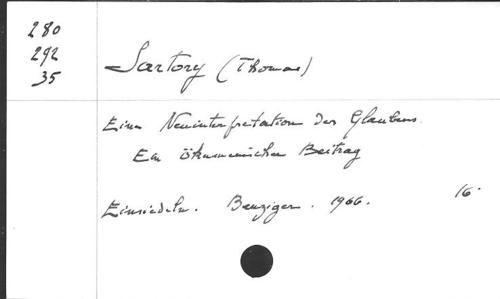 280
292
35
Sartory (Thomas)
Eine Neuinterpretation des Glaubens.
Ein ökumenischer Beitrag
Einsiedeln. Benziger. 1966. 16°